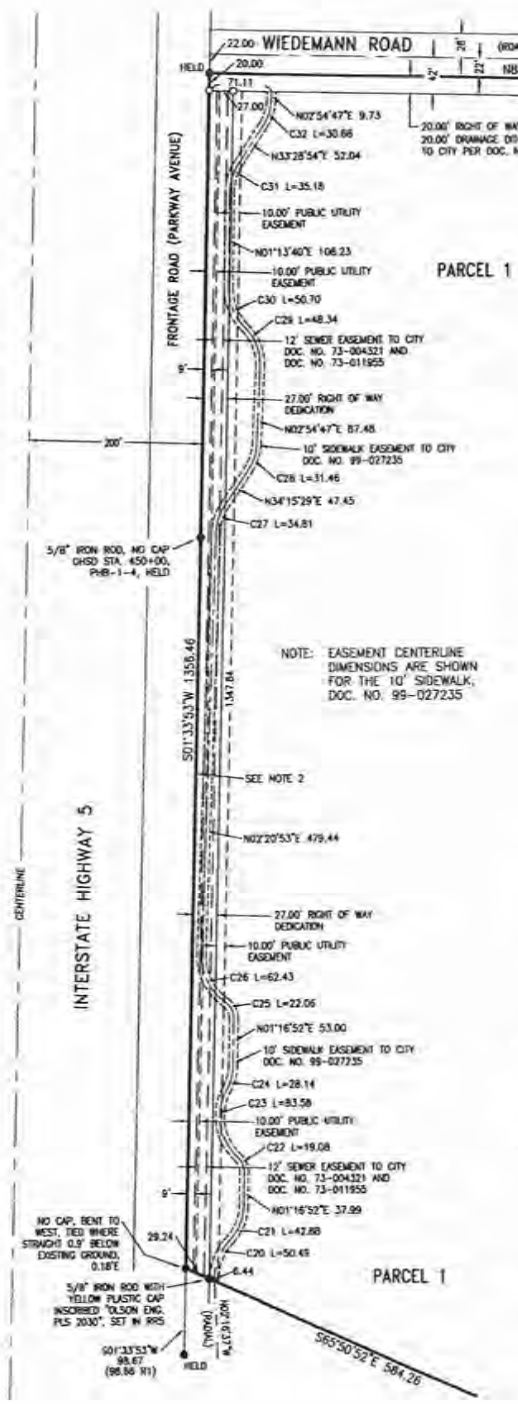 22.00
WIEDEMANN ROAD
26'
22'
42'
HELD
20.00
71.11
27.00
N02°54'47"E 9.73
C32 L=30.66
20.00' RIGHT OF WAY
20.00' DRAINAGE
TO CITY PER DOC.
N33°28'54"E 52.04
C31 L=35.18
10.00' PUBLIC UTILITY
EASEMENT
FRONTAGE ROAD (PARKWAY AVENUE)
N01°13'40"E 106.23
10.00' PUBLIC UTILITY
EASEMENT
PARCEL 1
C30 L=50.70
C29 L=48.34
12' SEWER EASEMENT TO CITY
DOC. NO. 73-004321 AND
DOC. NO. 73-011955
9'
27.00' RIGHT OF WAY
DEDICATION
N02°54'47"E 87.48
200'
10' SIDEWALK EASEMENT TO CITY
DOC. NO. 99-027235
C28 L=31.46
N34°15'29"E 47.45
C27 L=34.81
5/8" IRON ROD, NO CAP
OHSD STA. 450+00,
PHB-1-4, HELD
NOTE: EASEMENT CENTERLINE
DIMENSIONS ARE SHOWN
FOR THE 10' SIDEWALK,
DOC. NO. 99-027235
S01°33'53"W 1356.46
1347.84
SEE NOTE 2
INTERSTATE HIGHWAY 5
N02°20'53"E 479.44
CENTERLINE
27.00' RIGHT OF WAY
DEDICATION
10.00' PUBLIC UTILITY
EASEMENT
C26 L=62.43
C25 L=22.06
N01°16'52"E 53.00
10' SIDEWALK EASEMENT TO CITY
DOC. NO. 99-027235
C24 L=28.14
C23 L=83.58
10.00' PUBLIC UTILITY
EASEMENT
C22 L=19.08
12' SEWER EASEMENT TO CITY
DOC. NO. 73-004321 AND
DOC. NO. 73-011955
9'
N01°16'52"E 37.99
NO CAP, BENT TO
WEST, TIED WHERE
STRAIGHT 0.9' BELOW
EXISTING GROUND,
0.18'E
29.24
C21 L=42.88
C20 L=50.49
6.44
5/8" IRON ROD WITH
YELLOW PLASTIC CAP
INSCRIBED "OLSON ENG.
PLS 2030", SET IN RR5
PARCEL 1
(RADIAL)
S65°50'52"E 584.26
S01°33'53"W
98.67
(98.66 R1)
HELD